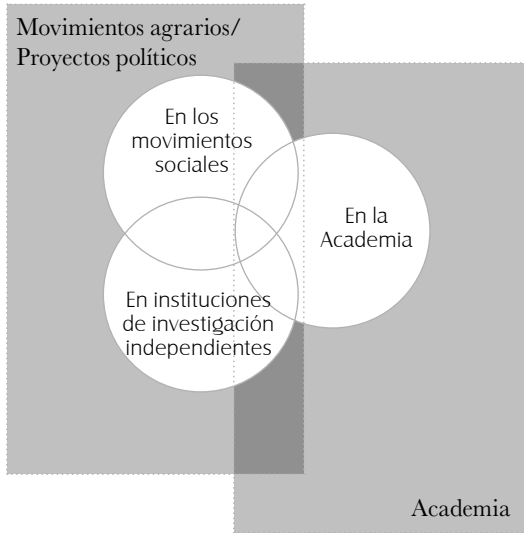 Movimientos agrarios/
Proyectos políticos
En los
movimientos
sociales
En la
Academia
En instituciones
de investigación
independientes
Academia